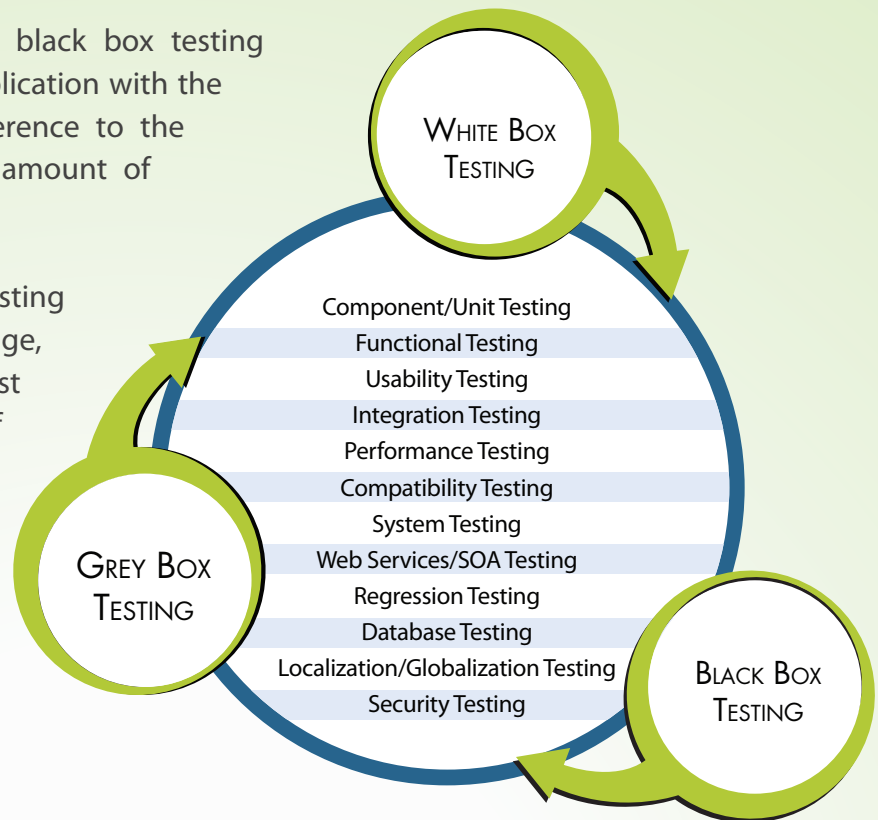 black box testing
plication with the
erence to the
amount of
sting
ge,
st
WHITE BOX
TESTING
Component/Unit Testing
Functional Testing
Usability Testing
Integration Testing
Performance Testing
Compatibility Testing
System Testing
Web Services/SOA Testing
Regression Testing
Database Testing
Localization/Globalization Testing
Security Testing
GREY BOX
TESTING
BLACK BOX
TESTING